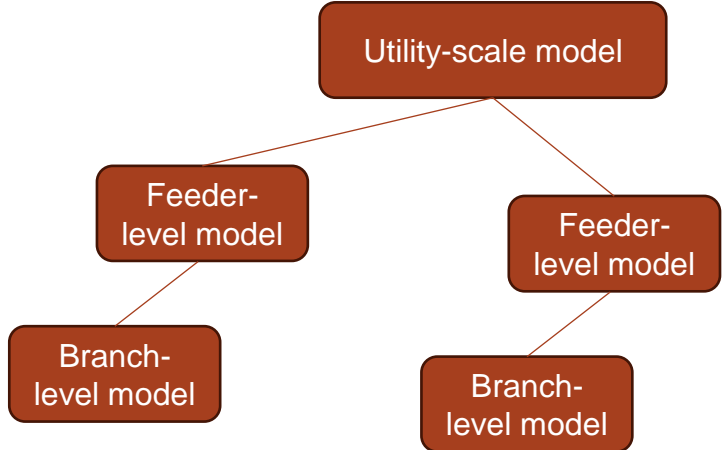 Utility-scale model
Feeder-
level model
Feeder-
level model
Branch-
level model
Branch-
level model